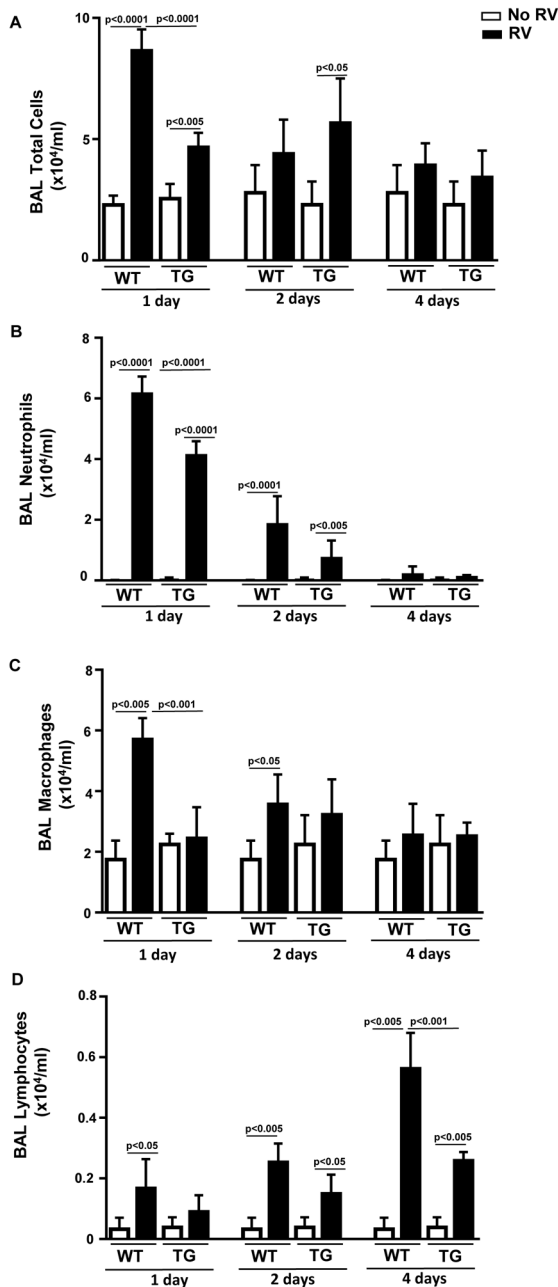 A
No RV
RV
p<0.0001 p<0.0001
p<0.005
p<0.05
BAL Total Cells
(x10⁴/ml)
10
5
0
WT TG WT TG WT TG
1 day 2 days 4 days
B
p<0.0001 p<0.0001
p<0.0001
p<0.0001
p<0.005
BAL Neutrophils
(x10⁴/ml)
8
6
4
2
0
WT TG WT TG WT TG
1 day 2 days 4 days
C
p<0.005 p<0.001
p<0.05
BAL Macrophages
(x10⁴/ml)
8
6
4
2
0
WT TG WT TG WT TG
1 day 2 days 4 days
D
p<0.005 p<0.001
p<0.05
p<0.005
p<0.05
p<0.005
BAL Lymphocytes
(x10⁴/ml)
0.8
0.6
0.4
0.2
0
WT TG WT TG WT TG
1 day 2 days 4 days